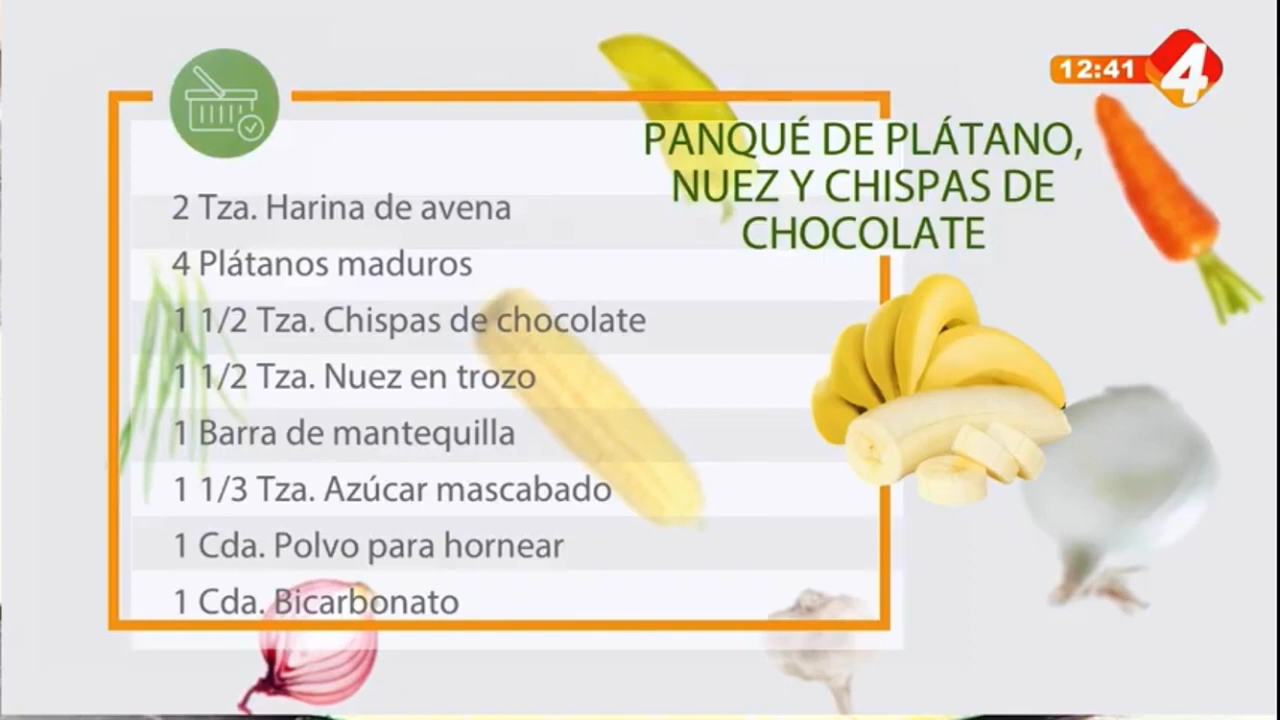 12:41 4
PANQUÉ DE PLÁTANO,
NUEZ Y CHISPAS DE
CHOCOLATE
2 Tza. Harina de avena
4 Plátanos maduros
1 1/2 Tza. Chispas de chocolate
1 1/2 Tza. Nuez en trozo
1 Barra de mantequilla
1 1/3 Tza. Azúcar mascabado
1 Cda. Polvo para hornear
1 Cda. Bicarbonato